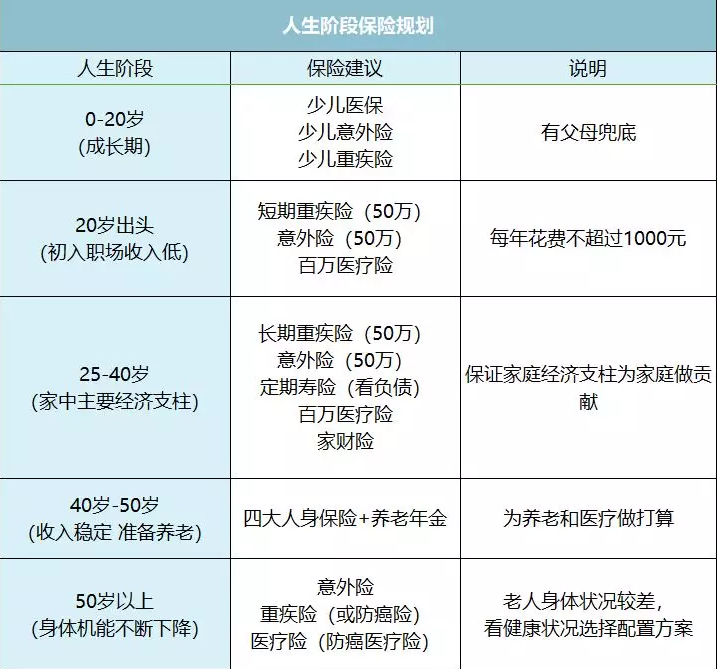 人生阶段保险规划
人生阶段
保险建议
说明
0-20岁
(成长期)
少儿医保
少儿意外险
少儿重疾险
有父母兜底
20岁出头
(初入职场收入低)
短期重疾险（50万）
意外险（50万）
百万医疗险
每年花费不超过1000元
25-40岁
(家中主要经济支柱)
长期重疾险（50万）
意外险（50万）
定期寿险（看负债）
百万医疗险
家财险
保证家庭经济支柱为家庭做贡
献
40岁-50岁
(收入稳定 准备养老)
四大人身保险+养老年金
为养老和医疗做打算
50岁以上
(身体机能不断下降)
意外险
重疾险（或防癌险）
医疗险（防癌医疗险）
老人身体状况较差，
看健康状况选择配置方案